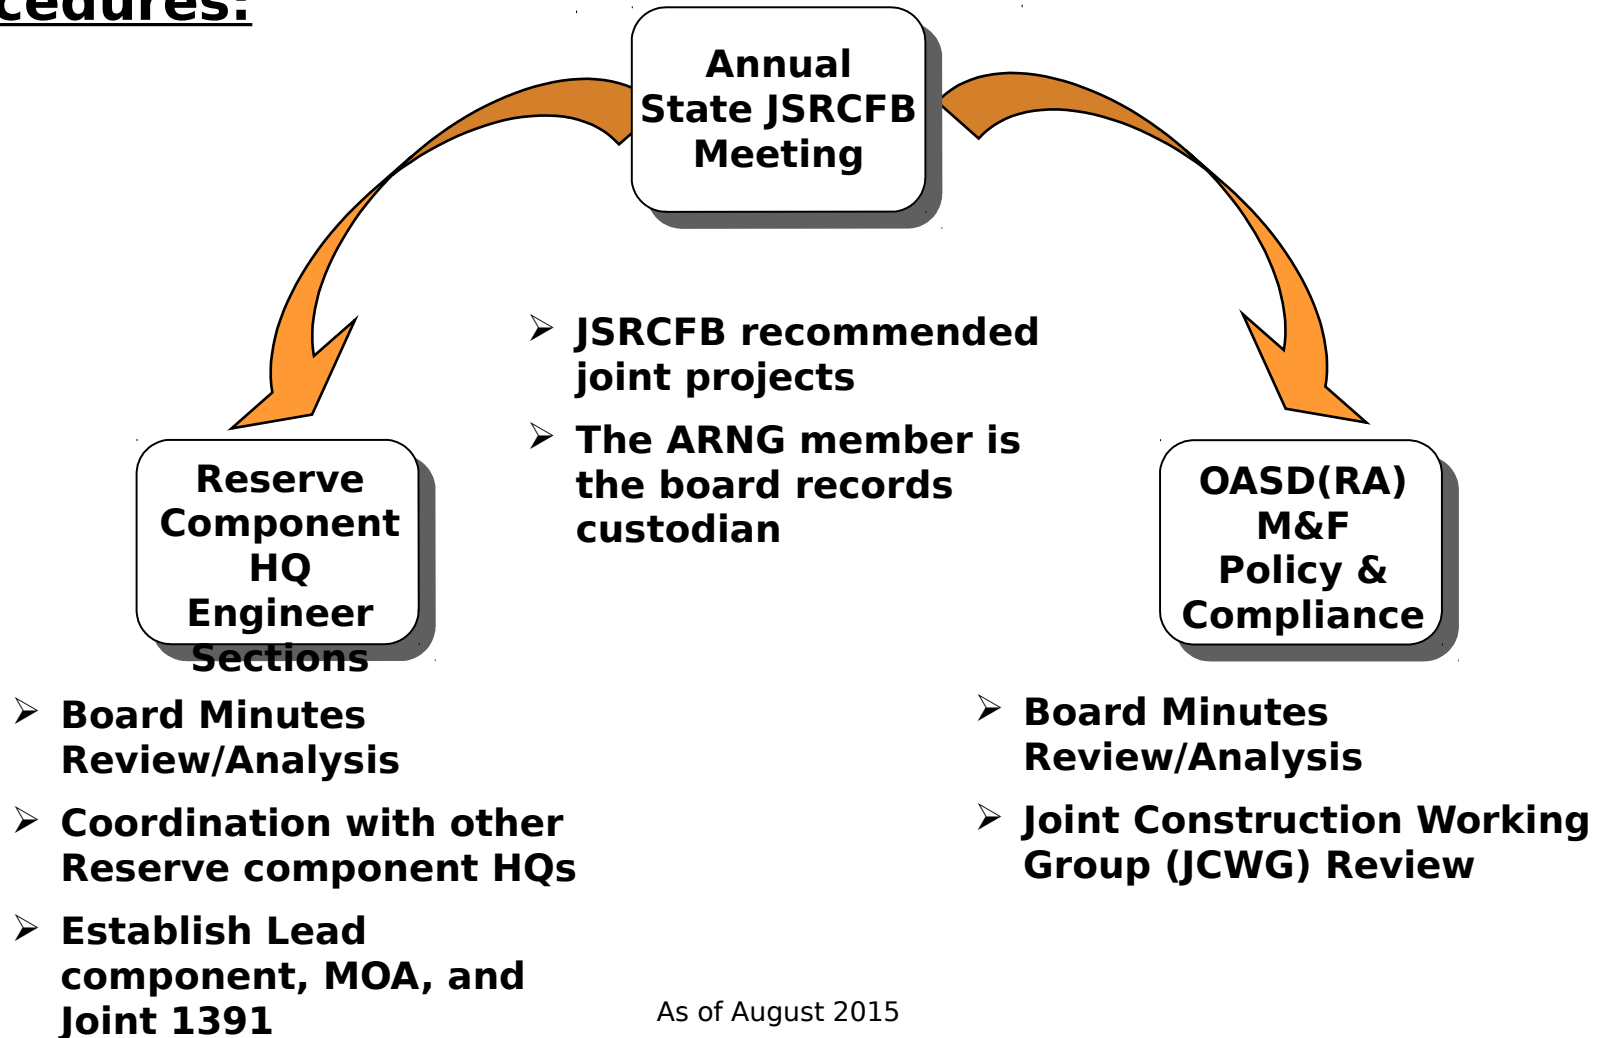 cedures:
Annual
State JSRCFB
Meeting
➢ JSRCFB recommended
joint projects
➢ The ARNG member is
the board records
custodian
Reserve
Component
HQ
Engineer
Sections
OASD(RA)
M&F
Policy &
Compliance
➢ Board Minutes
Review/Analysis
➢ Coordination with other
Reserve component HQs
➢ Establish Lead
component, MOA, and
Joint 1391
➢ Board Minutes
Review/Analysis
➢ Joint Construction Working
Group (JCWG) Review
As of August 2015